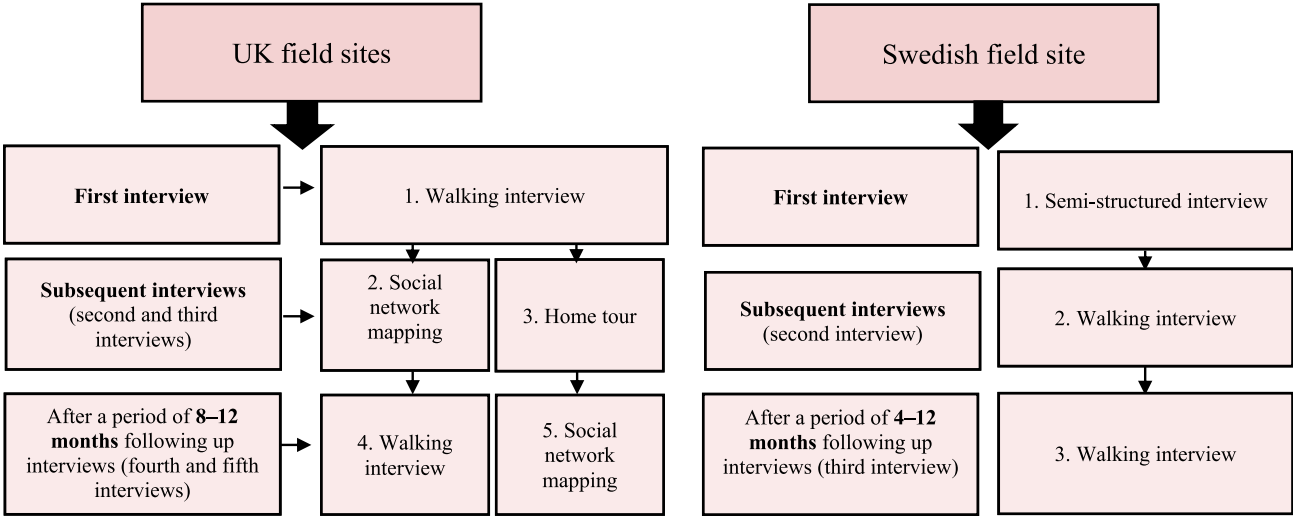 UK field sites
First interview
1. Walking interview
Subsequent interviews
(second and third
interviews)
2. Social
network
mapping
3. Home tour
After a period of 8–12
months following up
interviews (fourth and fifth
interviews)
4. Walking
interview
5. Social
network
mapping
Swedish field site
First interview
1. Semi-structured interview
Subsequent interviews
(second interview)
2. Walking interview
After a period of 4–12
months following up
interviews (third interview)
3. Walking interview